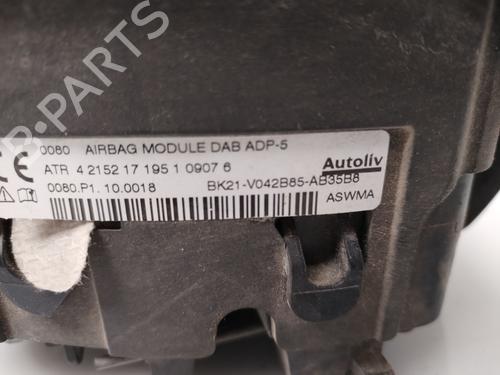 B-PARTS
0080 AIRBAG MODULE DAB ADP-5
ATR 4 2152 17 195 1 0907 6
Autoliv
0080.P1. 10.0018 BK21-V042B85-AB35B8
ASWMA